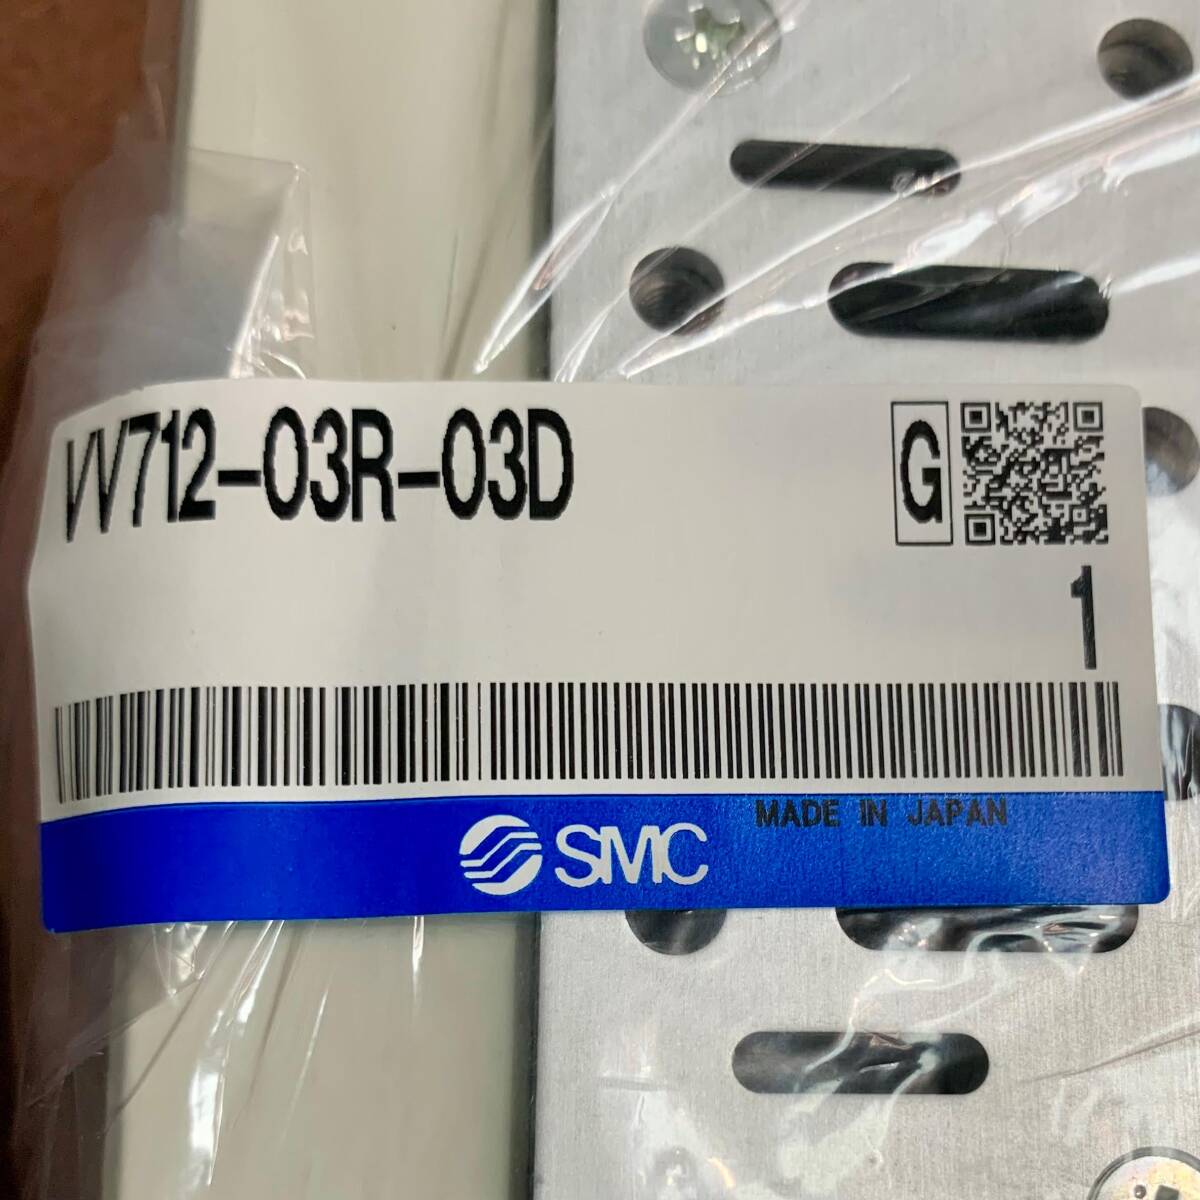 VV712-03R-03D
G
1
MADE IN JAPAN
SMC